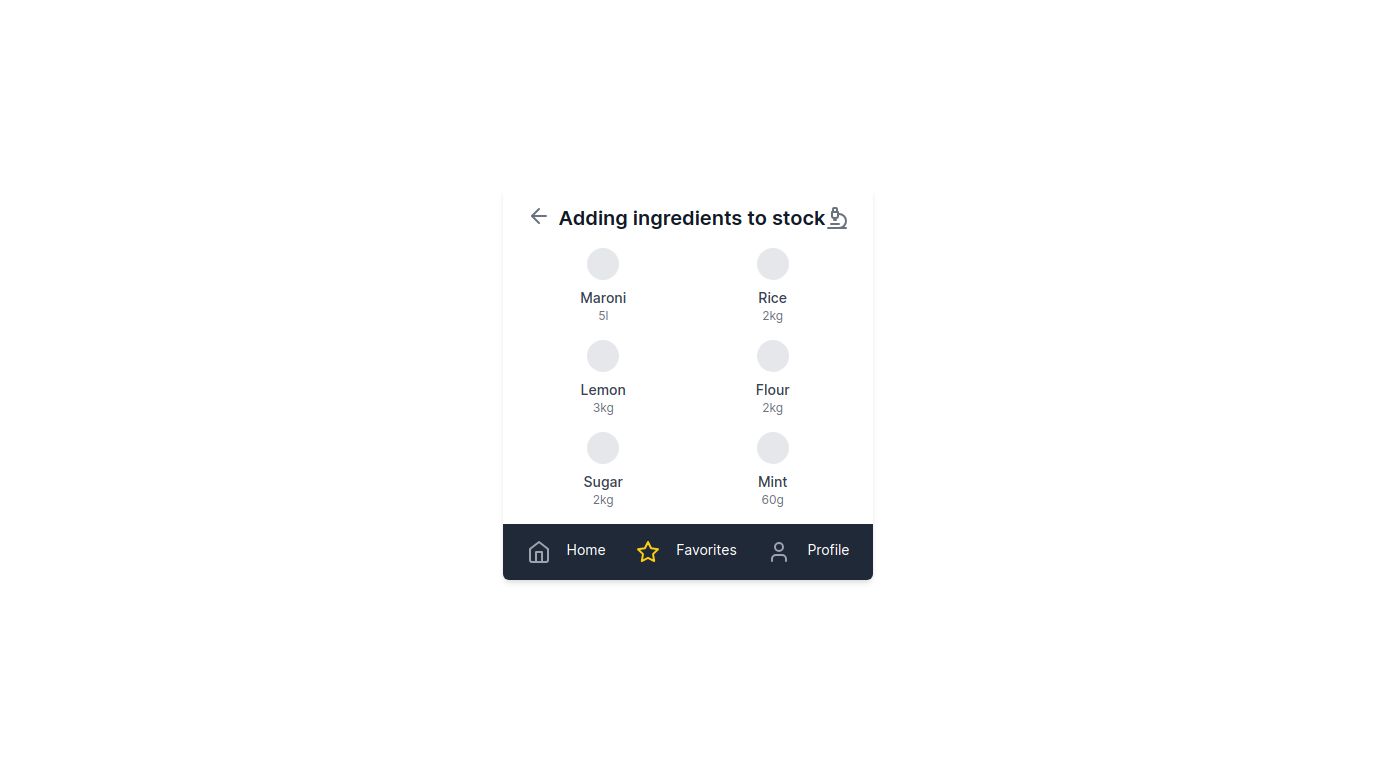 Adding ingredients to stock
Maroni
5l
Rice
2kg
Lemon
3kg
Flour
2kg
Sugar
2kg
Mint
60g
Home
Favorites
Profile